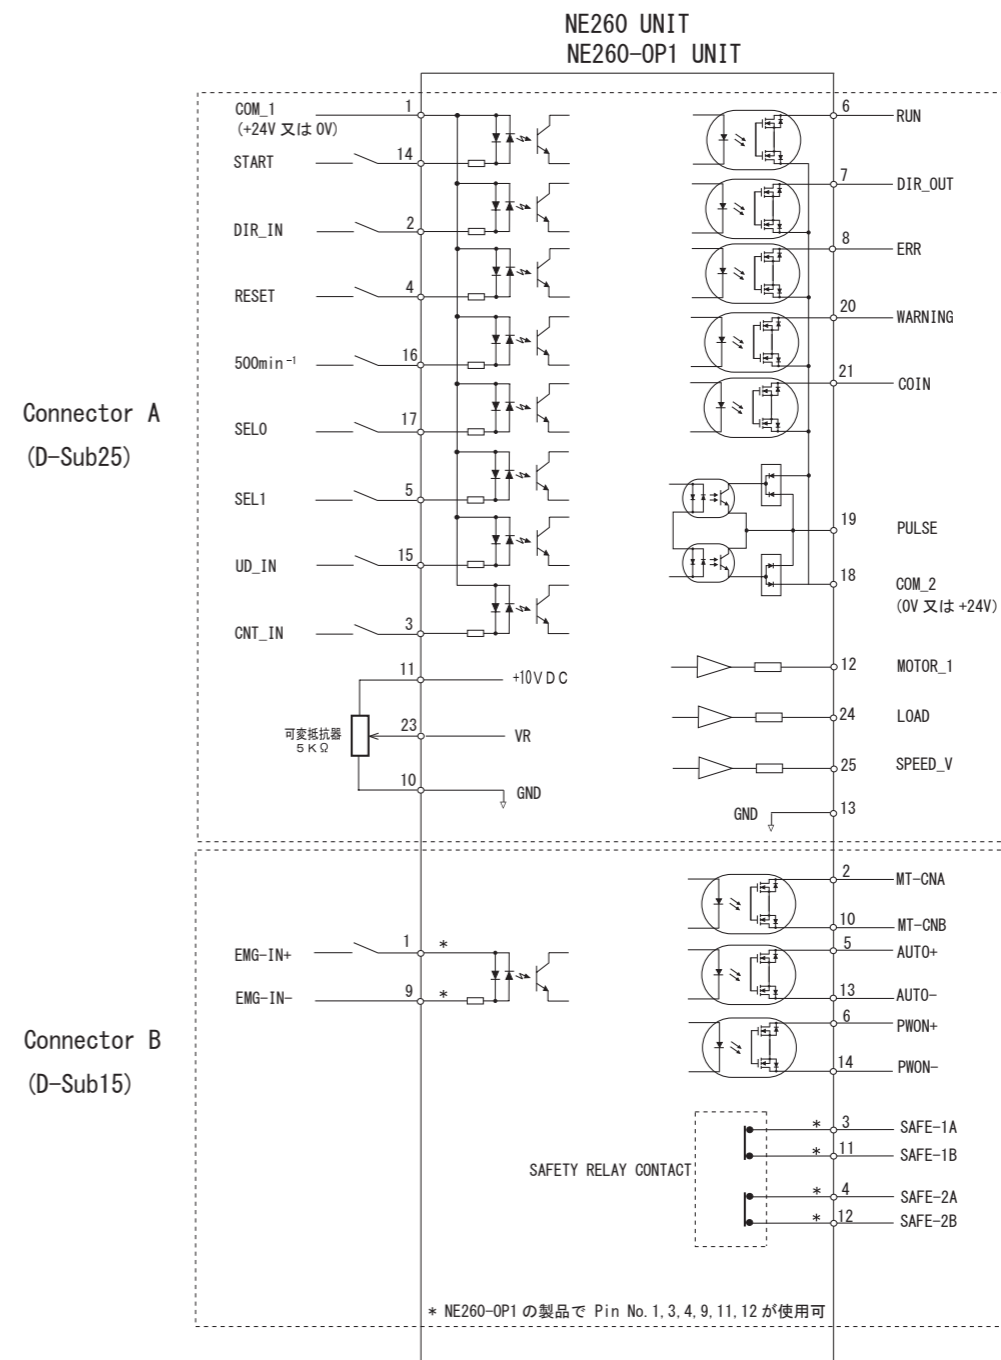 NE260 UNIT
NE260-OP1 UNIT
Connector A
(D-Sub25)
COM_1
(+24V 又は 0V)
1
START
14
DIR_IN
2
RESET
4
500min⁻¹
16
SEL0
17
SEL1
5
UD_IN
15
CNT_IN
3
11
+10VDC
可変抵抗器
5KΩ
23
VR
10
GND
6
RUN
7
DIR_OUT
8
ERR
20
WARNING
21
COIN
19
PULSE
18
COM_2
(0V 又は +24V)
12
MOTOR_1
24
LOAD
25
SPEED_V
GND
13
Connector B
(D-Sub15)
EMG-IN+
1
*
EMG-IN-
9
*
2
MT-CNA
10
MT-CNB
5
AUTO+
13
AUTO-
6
PWON+
14
PWON-
SAFETY RELAY CONTACT
*
3
SAFE-1A
*
11
SAFE-1B
*
4
SAFE-2A
*
12
SAFE-2B
* NE260-OP1 の製品で Pin No.1,3,4,9,11,12 が使用可